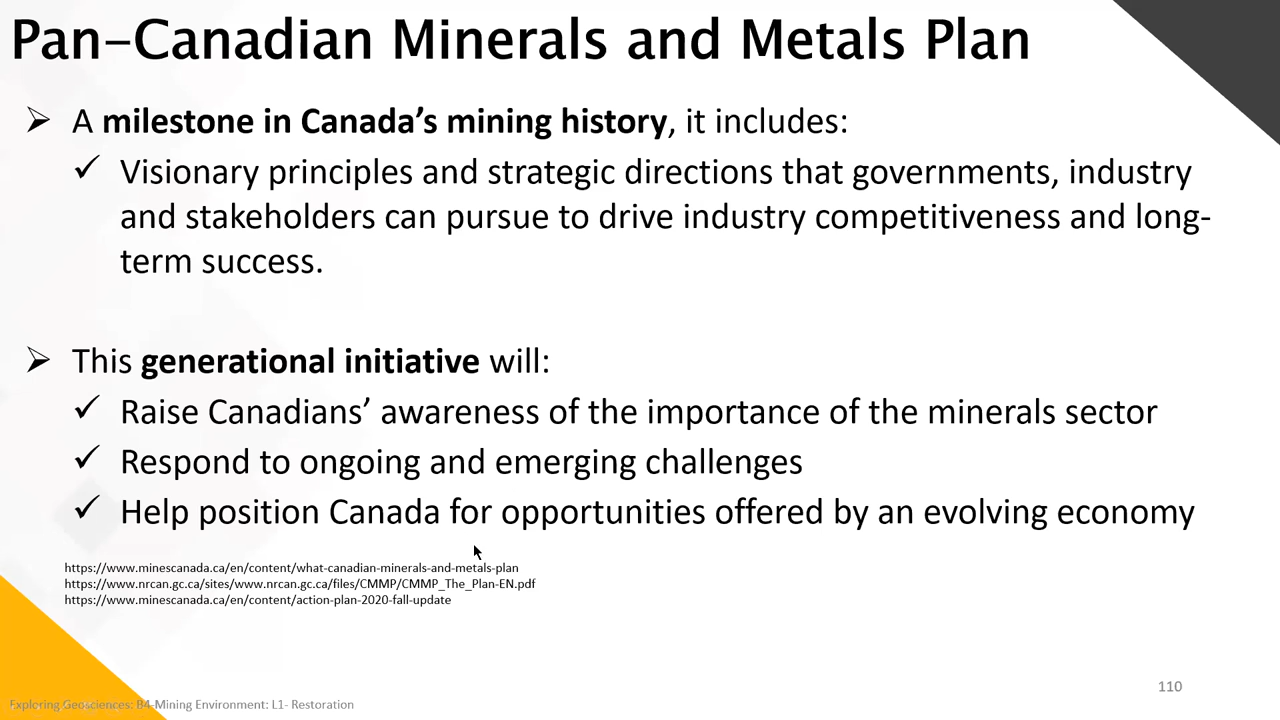 Pan-Canadian Minerals and Metals Plan
A milestone in Canada’s mining history, it includes:
Visionary principles and strategic directions that governments, industry
and stakeholders can pursue to drive industry competitiveness and long-
term success.
This generational initiative will:
Raise Canadians’ awareness of the importance of the minerals sector
Respond to ongoing and emerging challenges
Help position Canada for opportunities offered by an evolving economy
https://www.minescanada.ca/en/content/what-canadian-minerals-and-metals-plan
https://www.nrcan.gc.ca/sites/www.nrcan.gc.ca/files/CMMP/CMMP_The_Plan-EN.pdf
https://www.minescanada.ca/en/content/action-plan-2020-fall-update
110
Exploring Geosciences: B4-Mining Environment: L1- Restoration